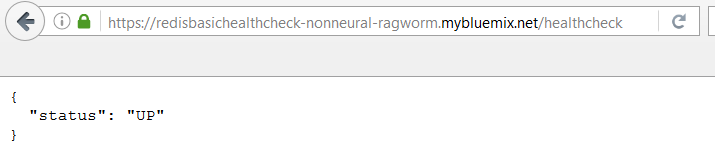 https://redisbasichealthcheck-nonneural-ragworm.mybluemix.net/healthcheck
{
"status": "UP"
}